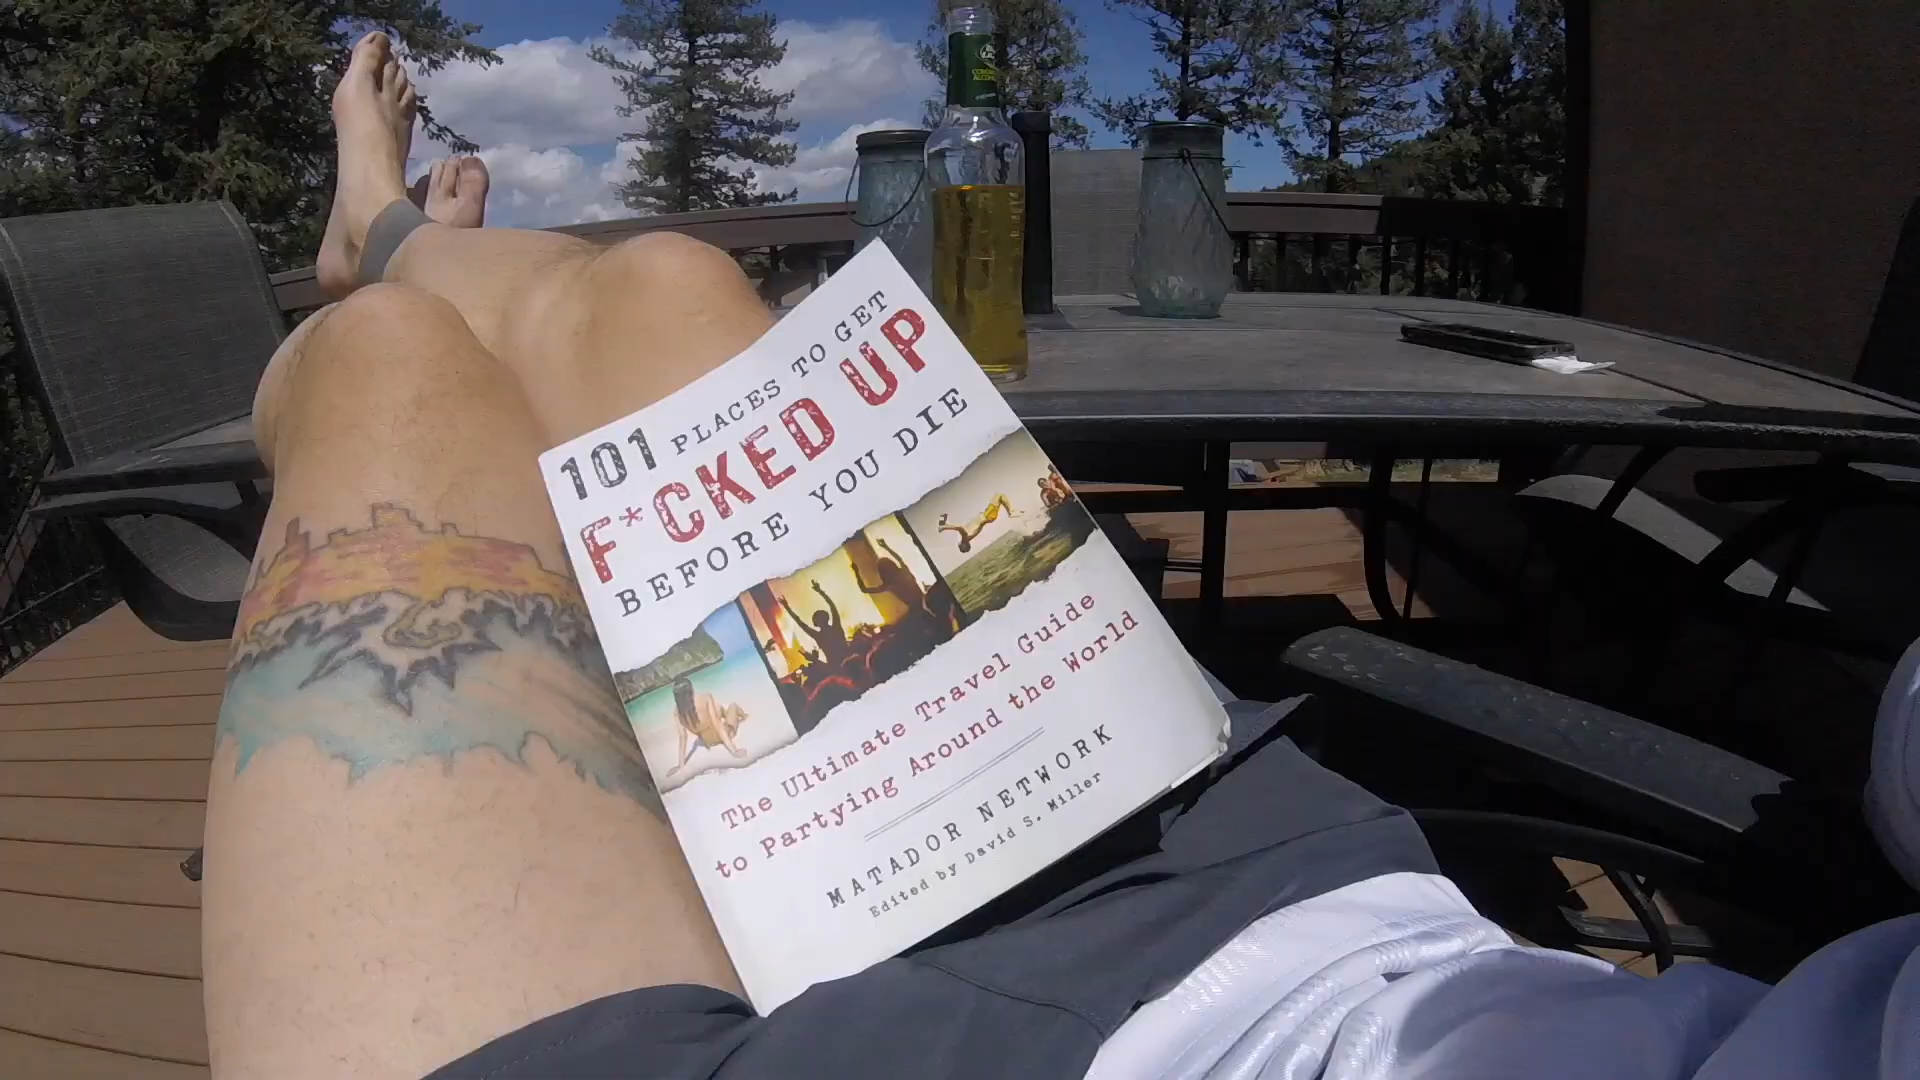 101 PLACES TO GET
F*CKED UP
BEFORE YOU DIE
The Ultimate Travel Guide
to Partying Around the World
MATADOR NETWORK
Edited by David S. Miller